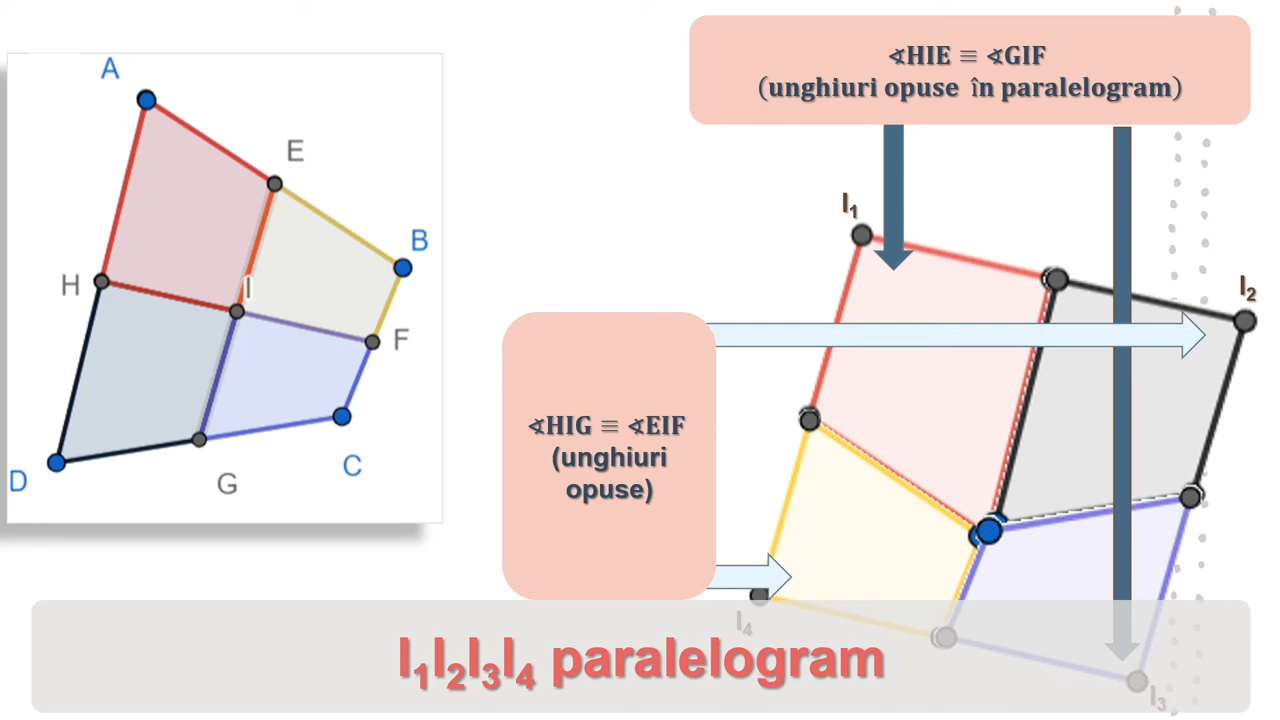 A
E
B
H
I
F
D
G
C
∢HIE ≡ ∢GIF
(unghiuri opuse în paralelogram)
I₁
I₂
∢HIG ≡ ∢EIF
(unghiuri
opuse)
I₄
I₃
I₁I₂I₃I₄ paralelogram